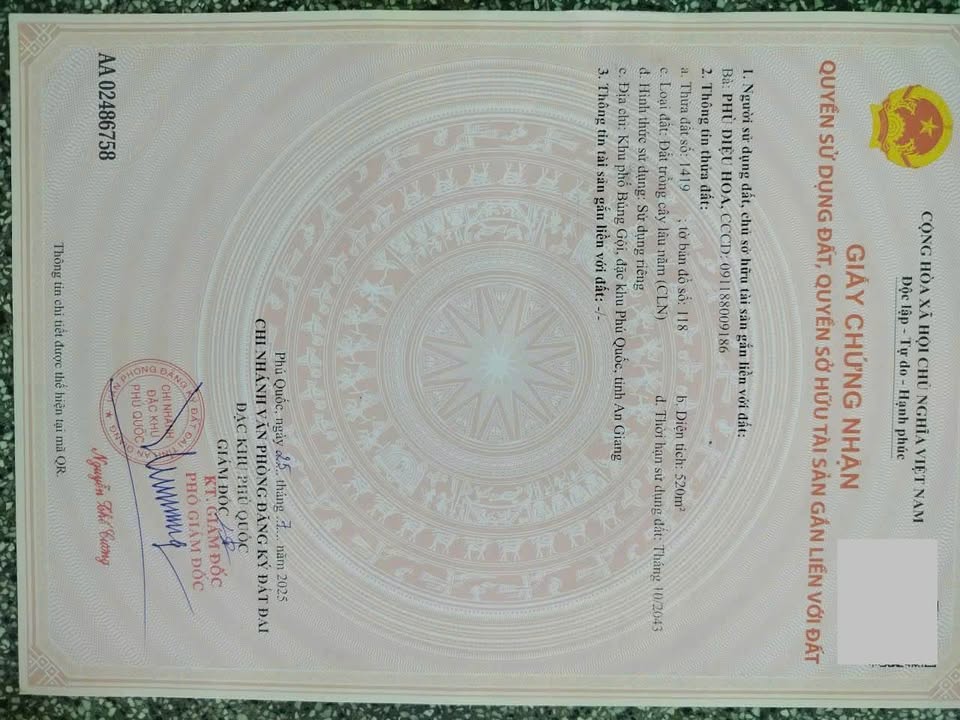 CỘNG HÒA XÃ HỘI CHỦ NGHĨA VIỆT NAM
Độc lập - Tự do - Hạnh phúc
GIẤY CHỨNG NHẬN
QUYỀN SỬ DỤNG ĐẤT, QUYỀN SỞ HỮU TÀI SẢN GẮN LIỀN VỚI ĐẤT
1. Người sử dụng đất, chủ sở hữu tài sản gắn liền với đất:
Bà: PHÙ DIỆU HOA, CCCD: 091188009186
2. Thông tin thửa đất:
a. Thửa đất số: 1419 ; tờ bản đồ số: 118 b. Diện tích: 520m²
c. Loại đất: Đất trồng cây lâu năm (CLN) d. Thời hạn sử dụng đất: Tháng 10/2043
đ. Hình thức sử dụng: Sử dụng riêng
e. Địa chỉ: Khu phố Búng Gội, đặc khu Phú Quốc, tỉnh An Giang
3. Thông tin tài sản gắn liền với đất: -/-
Phú Quốc, ngày 25 tháng 7 năm 2025
CHI NHÁNH VĂN PHÒNG ĐĂNG KÝ ĐẤT ĐAI
ĐẶC KHU PHÚ QUỐC
GIÁM ĐỐC
KT. GIÁM ĐỐC
PHÓ GIÁM ĐỐC
CHI NHÁNH
ĐẶC KHU
PHÚ QUỐC
AA 02486758
Thông tin chi tiết được thể hiện tại mã QR.